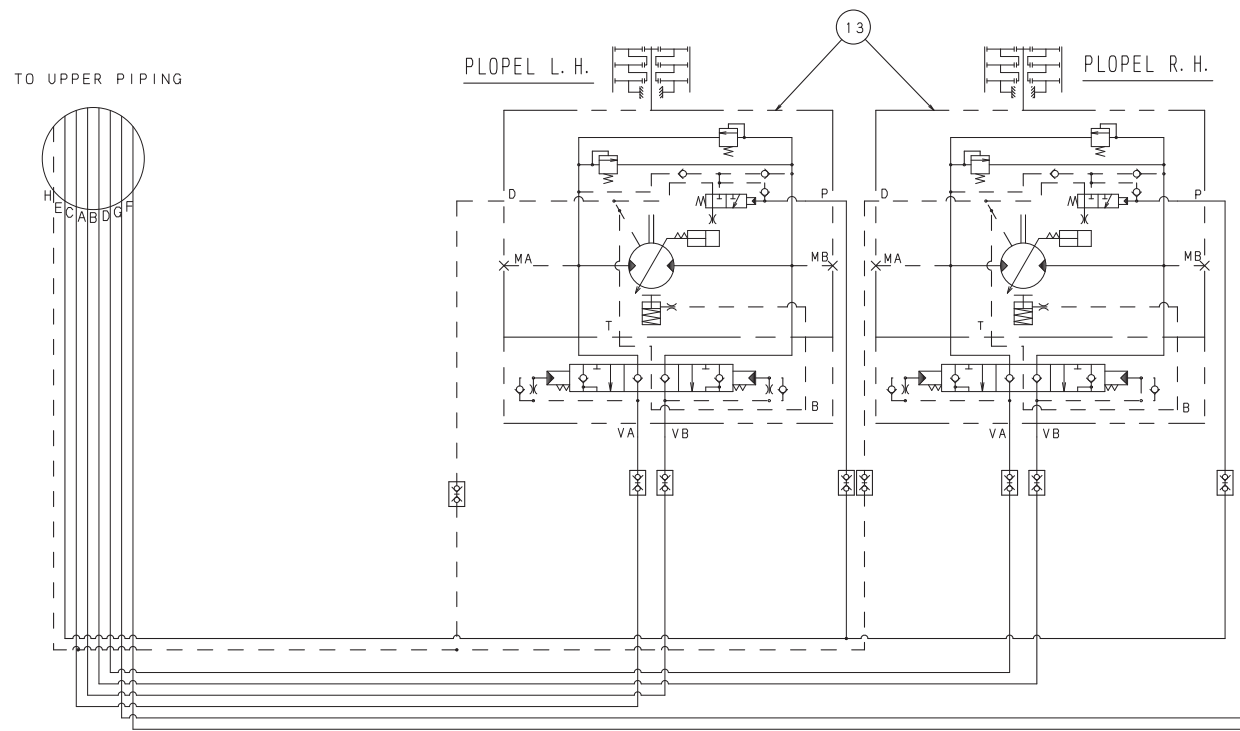 13
PLOPEL L.H.
PLOPEL R.H.
TO UPPER PIPING
H
E
C
A
B
D
G
F
D
P
D
P
MA
MB
MA
MB
T
T
B
B
VA
VB
VA
VB